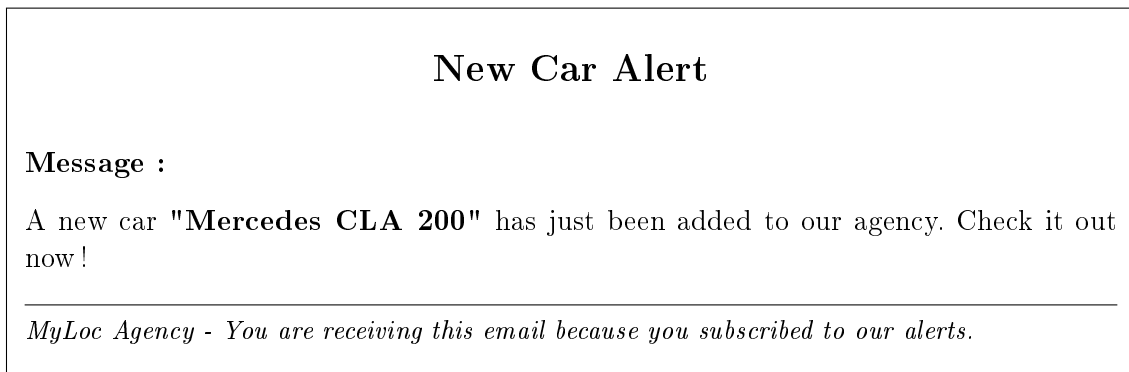 New Car Alert
Message :
A new car "Mercedes CLA 200" has just been added to our agency. Check it out
now !
MyLoc Agency - You are receiving this email because you subscribed to our alerts.